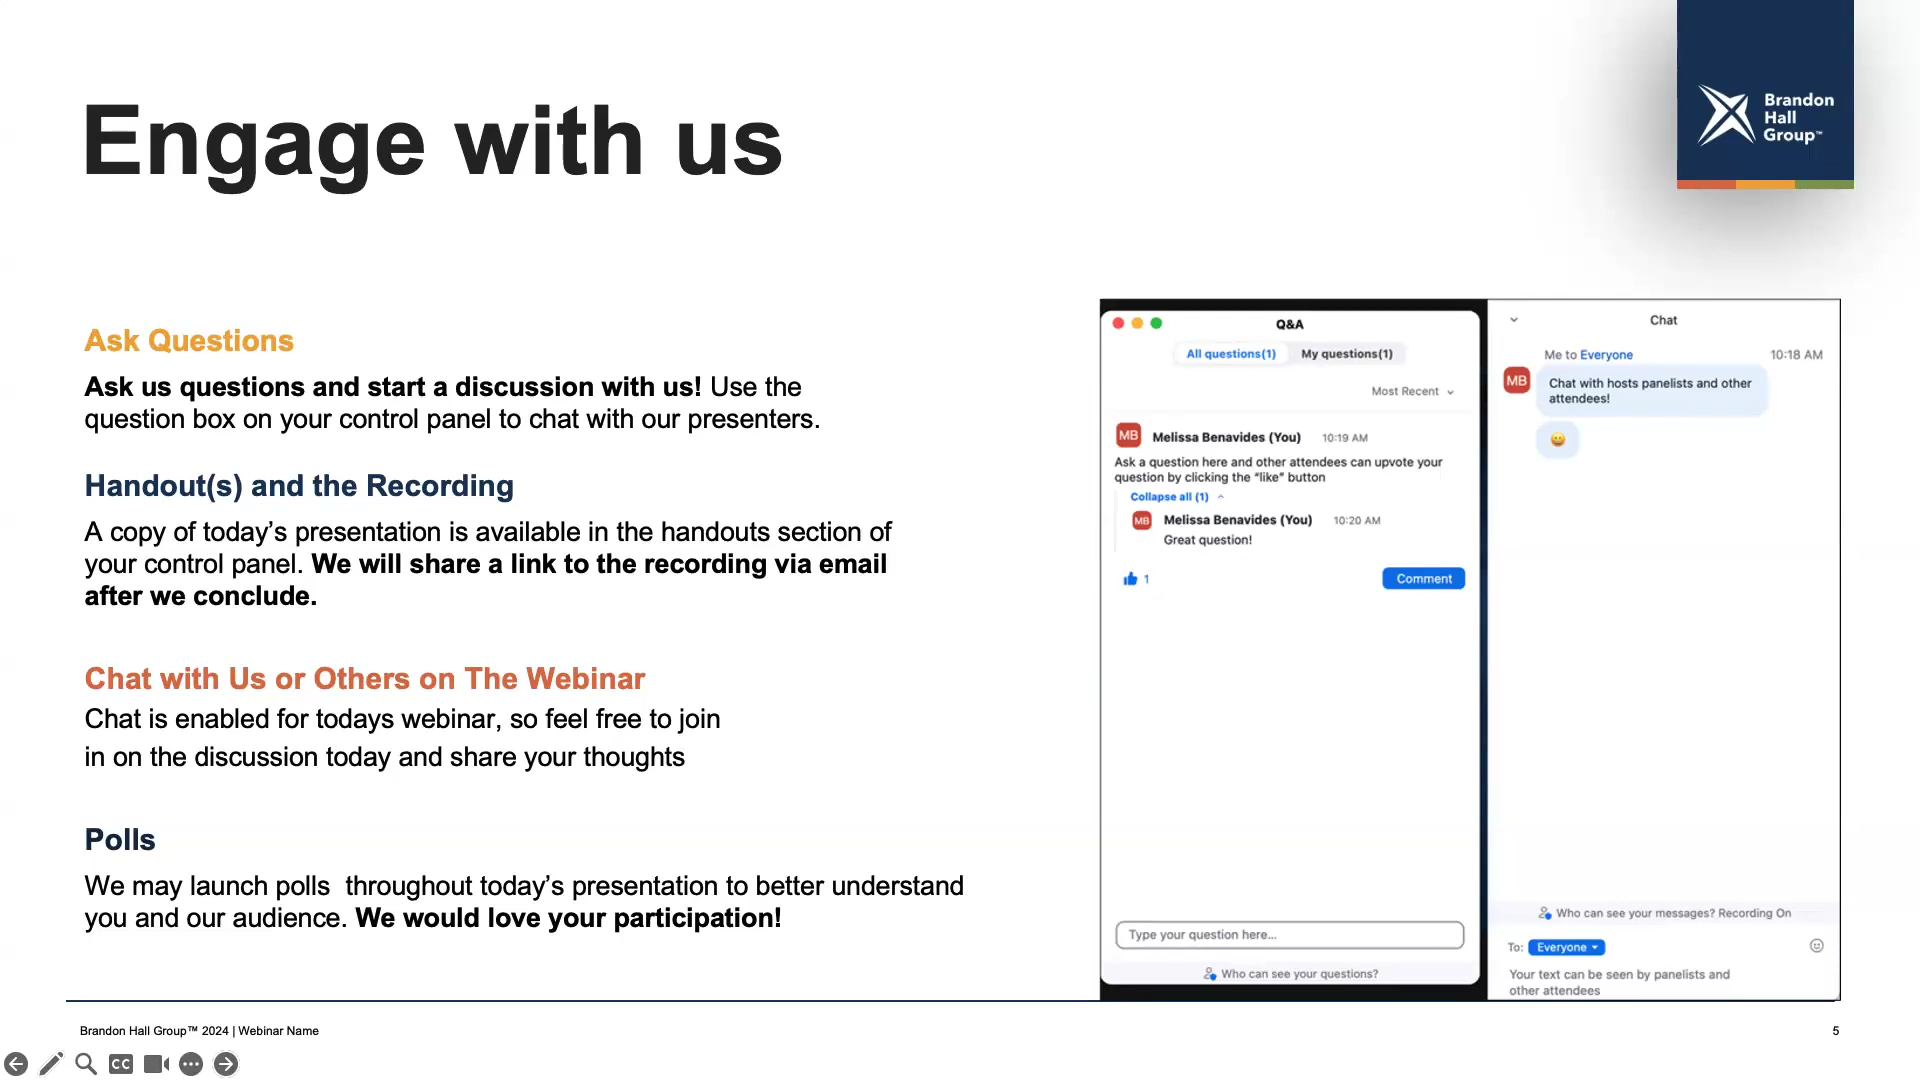 Engage with us
Brandon
Hall
Group™
Ask Questions
Ask us questions and start a discussion with us! Use the
question box on your control panel to chat with our presenters.
Handout(s) and the Recording
A copy of today’s presentation is available in the handouts section of
your control panel. We will share a link to the recording via email
after we conclude.
Chat with Us or Others on The Webinar
Chat is enabled for todays webinar, so feel free to join
in on the discussion today and share your thoughts
Polls
We may launch polls  throughout today’s presentation to better understand
you and our audience. We would love your participation!
Q&A
All questions(1) My questions(1)
Most Recent
MB Melissa Benavides (You) 10:19 AM
Ask a question here and other attendees can upvote your
question by clicking the “like” button
Collapse all (1)
MB Melissa Benavides (You) 10:20 AM
Great question!
1 Comment
Type your question here...
Who can see your questions?
Chat
Me to Everyone 10:18 AM
MB
Chat with hosts panelists and other
attendees!
Who can see your messages? Recording On
To: Everyone
Your text can be seen by panelists and
other attendees
Brandon Hall Group™ 2024 | Webinar Name
5
CC